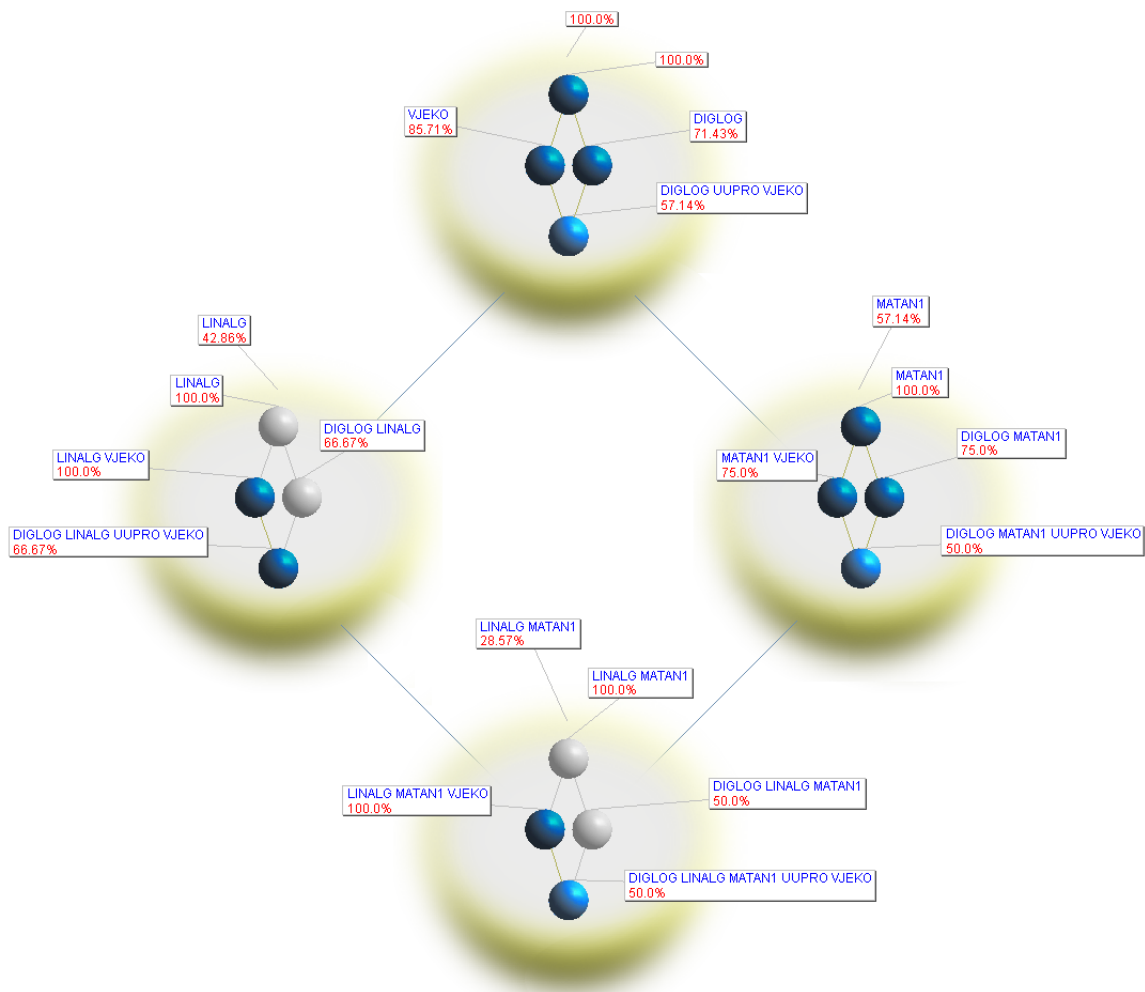 100.0%
100.0%
VJEKO
85.71%
DIGLOG
71.43%
DIGLOG UUPRO VJEKO
57.14%
LINALG
42.86%
LINALG
100.0%
DIGLOG LINALG
66.67%
LINALG VJEKO
100.0%
DIGLOG LINALG UUPRO VJEKO
66.67%
MATAN1
57.14%
MATAN1
100.0%
DIGLOG MATAN1
75.0%
MATAN1 VJEKO
75.0%
DIGLOG MATAN1 UUPRO VJEKO
50.0%
LINALG MATAN1
28.57%
LINALG MATAN1
100.0%
LINALG MATAN1 VJEKO
100.0%
DIGLOG LINALG MATAN1
50.0%
DIGLOG LINALG MATAN1 UUPRO VJEKO
50.0%